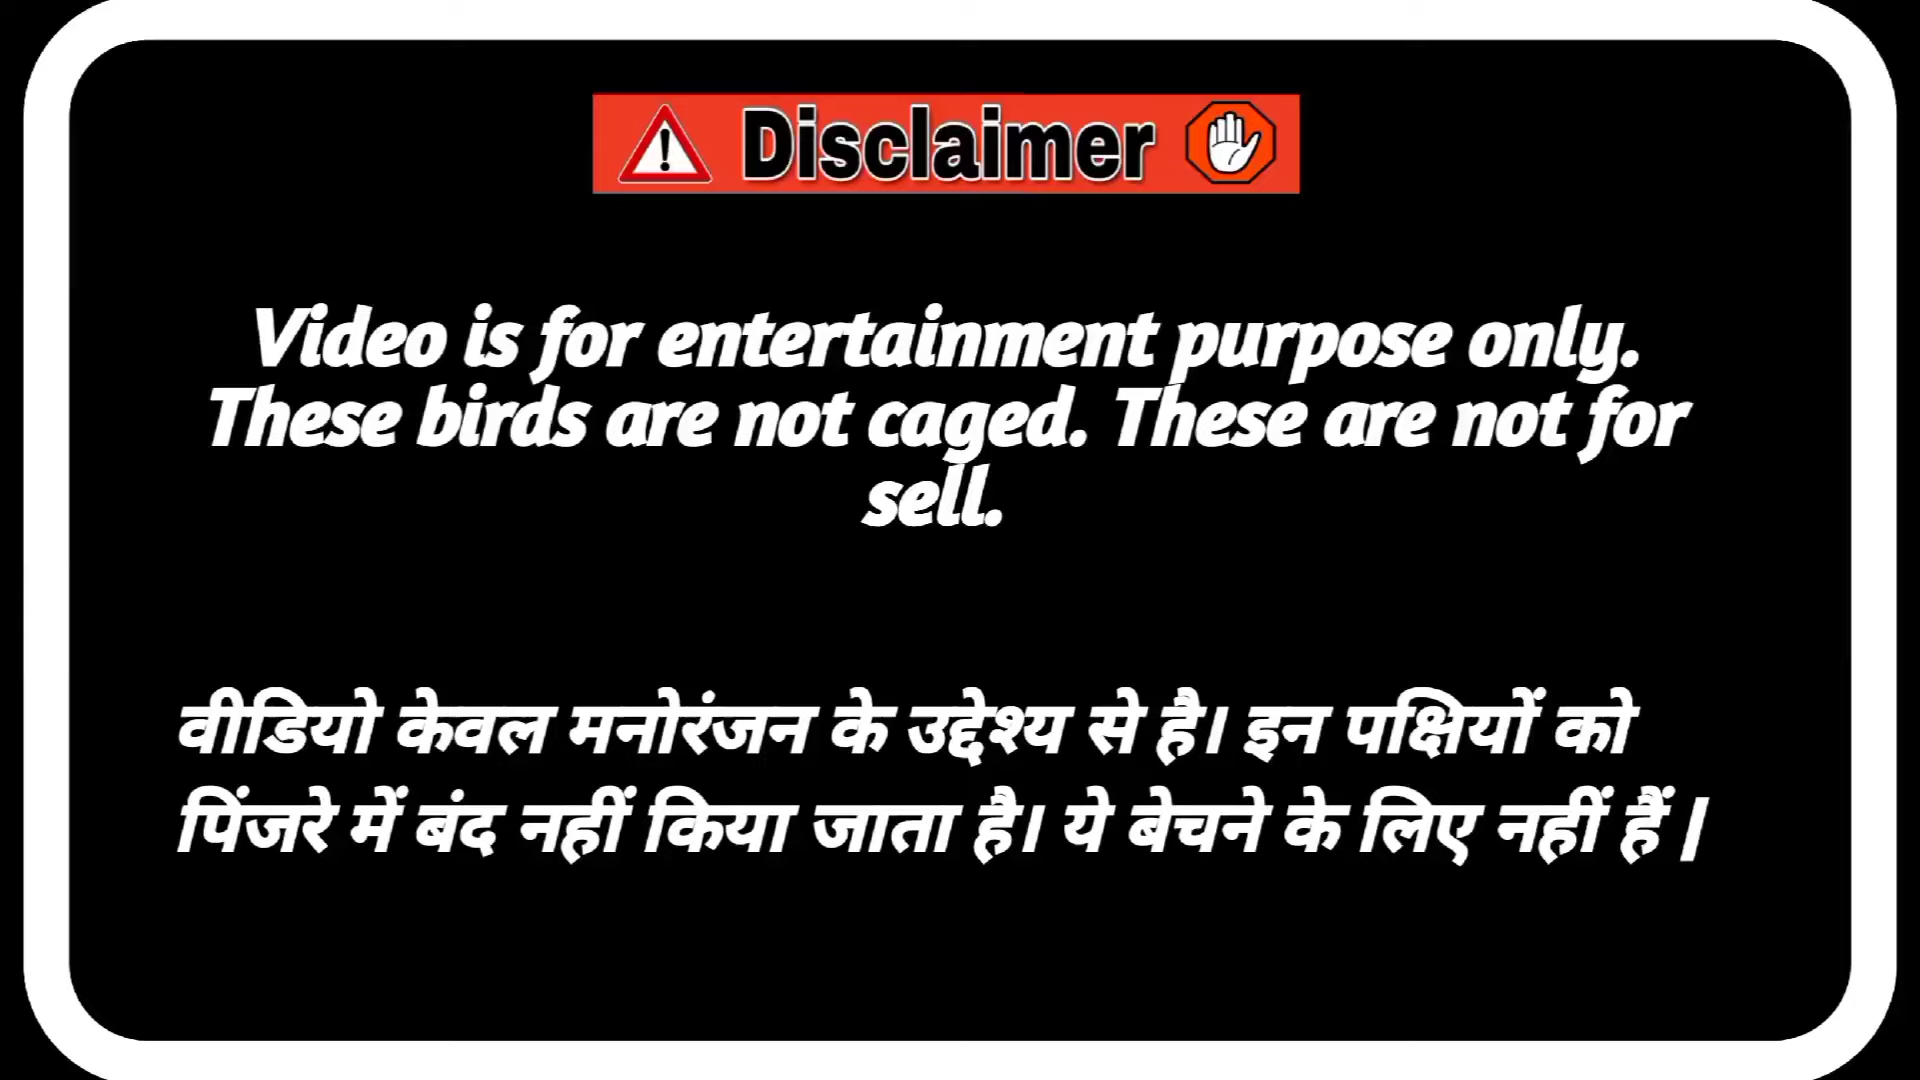 Disclaimer
Video is for entertainment purpose only.
These birds are not caged. These are not for
sell.
वीडियो केवल मनोरंजन के उद्देश्य से है। इन पक्षियों को
पिंजरे में बंद नहीं किया जाता है। ये बेचने के लिए नहीं हैं |